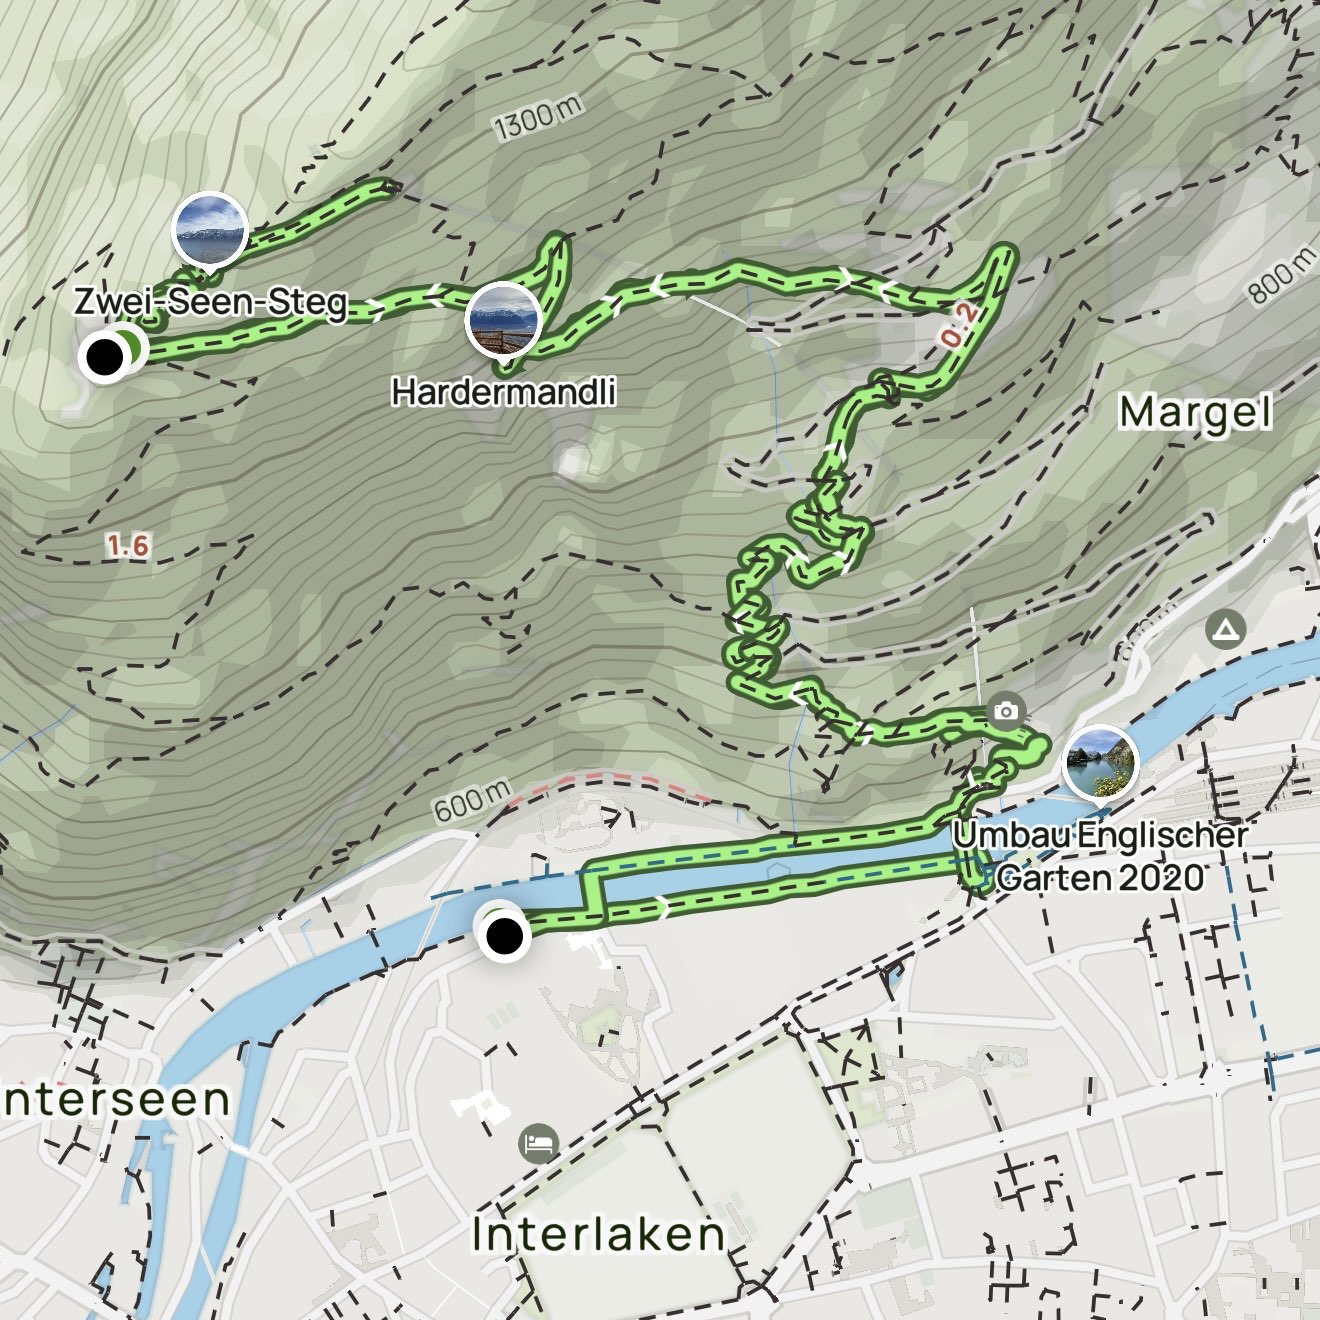 1300 m
800 m
Zwei-Seen-Steg
0.2
Hardermandli
Margel
1.6
600 m
Umbau Englischer
Garten 2020
nterseen
Interlaken